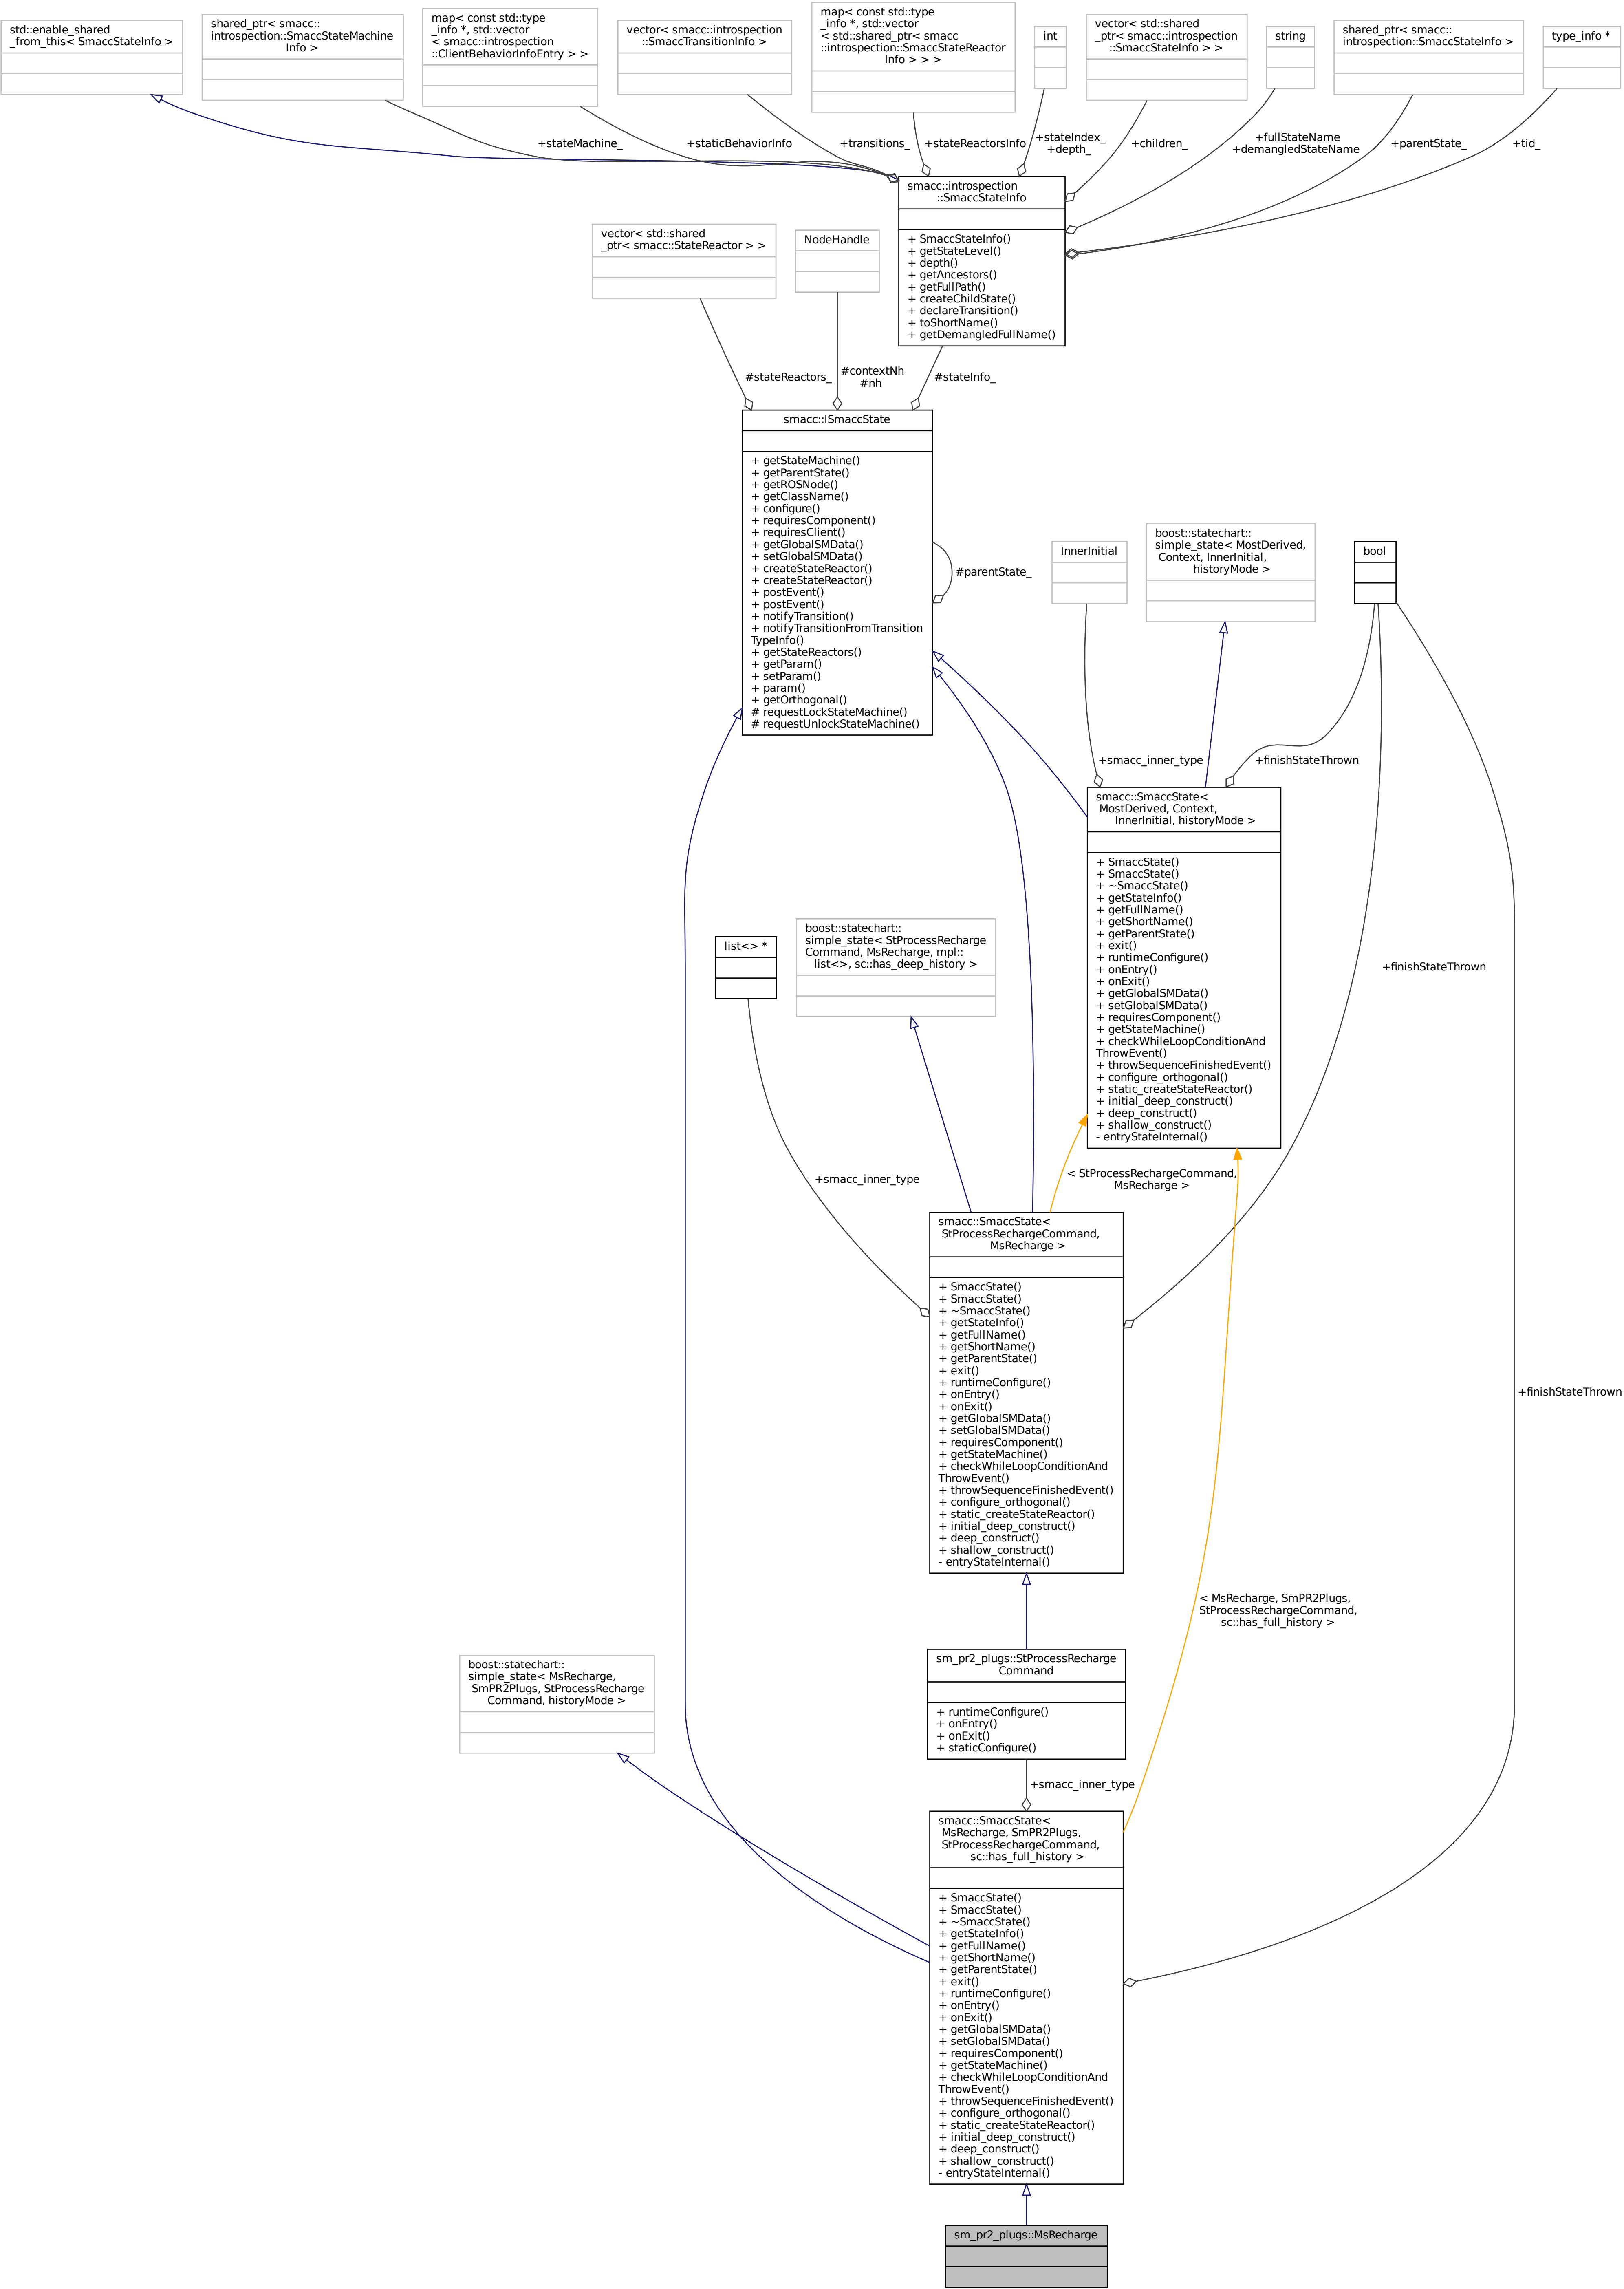 std::enable_shared
_from_this< SmaccStateInfo >
shared_ptr< smacc::
introspection::SmaccStateMachine
Info >
map< const std::type
_info *, std::vector
< smacc::introspection
::ClientBehaviorInfoEntry > >
vector< smacc::introspection
::SmaccTransitionInfo >
map< const std::type
_info *, std::vector
< std::shared_ptr< smacc
::introspection::SmaccStateReactor
Info > > >
int
vector< std::shared
_ptr< smacc::introspection
::SmaccStateInfo > >
string
shared_ptr< smacc::
introspection::SmaccStateInfo >
type_info *
+stateMachine_
+staticBehaviorInfo
+transitions_
+stateReactorsInfo
+stateIndex_
+depth_
+children_
+fullStateName
+demangledStateName
+parentState_
+tid_
smacc::introspection
::SmaccStateInfo
+ SmaccStateInfo()
+ getStateLevel()
+ depth()
+ getAncestors()
+ getFullPath()
+ createChildState()
+ declareTransition()
+ toShortName()
+ getDemangledFullName()
vector< std::shared
_ptr< smacc::StateReactor > >
NodeHandle
#stateReactors_
#contextNh
#nh
#stateInfo_
smacc::ISmaccState
+ getStateMachine()
+ getParentState()
+ getROSNode()
+ getClassName()
+ configure()
+ requiresComponent()
+ requiresClient()
+ getGlobalSMData()
+ setGlobalSMData()
+ createStateReactor()
+ createStateReactor()
+ postEvent()
+ postEvent()
+ notifyTransition()
+ notifyTransitionFromTransition
TypeInfo()
+ getStateReactors()
+ getParam()
+ setParam()
+ param()
+ getOrthogonal()
# requestLockStateMachine()
# requestUnlockStateMachine()
#parentState_
InnerInitial
boost::statechart::
simple_state< MostDerived,
Context, InnerInitial,
historyMode >
bool
+smacc_inner_type
+finishStateThrown
smacc::SmaccState<
MostDerived, Context,
InnerInitial, historyMode >
+ SmaccState()
+ SmaccState()
+ ~SmaccState()
+ getStateInfo()
+ getFullName()
+ getShortName()
+ getParentState()
+ exit()
+ runtimeConfigure()
+ onEntry()
+ onExit()
+ getGlobalSMData()
+ setGlobalSMData()
+ requiresComponent()
+ getStateMachine()
+ checkWhileLoopConditionAnd
ThrowEvent()
+ throwSequenceFinishedEvent()
+ configure_orthogonal()
+ static_createStateReactor()
+ initial_deep_construct()
+ deep_construct()
+ shallow_construct()
- entryStateInternal()
list<> *
boost::statechart::
simple_state< StProcessRecharge
Command, MsRecharge, mpl::
list<>, sc::has_deep_history >
+finishStateThrown
+smacc_inner_type
< StProcessRechargeCommand,
MsRecharge >
smacc::SmaccState<
StProcessRechargeCommand,
MsRecharge >
+ SmaccState()
+ SmaccState()
+ ~SmaccState()
+ getStateInfo()
+ getFullName()
+ getShortName()
+ getParentState()
+ exit()
+ runtimeConfigure()
+ onEntry()
+ onExit()
+ getGlobalSMData()
+ setGlobalSMData()
+ requiresComponent()
+ getStateMachine()
+ checkWhileLoopConditionAnd
ThrowEvent()
+ throwSequenceFinishedEvent()
+ configure_orthogonal()
+ static_createStateReactor()
+ initial_deep_construct()
+ deep_construct()
+ shallow_construct()
- entryStateInternal()
+finishStateThrown
< MsRecharge, SmPR2Plugs,
StProcessRechargeCommand,
sc::has_full_history >
boost::statechart::
simple_state< MsRecharge,
SmPR2Plugs, StProcessRecharge
Command, historyMode >
sm_pr2_plugs::StProcessRecharge
Command
+ runtimeConfigure()
+ onEntry()
+ onExit()
+ staticConfigure()
+smacc_inner_type
smacc::SmaccState<
MsRecharge, SmPR2Plugs,
StProcessRechargeCommand,
sc::has_full_history >
+ SmaccState()
+ SmaccState()
+ ~SmaccState()
+ getStateInfo()
+ getFullName()
+ getShortName()
+ getParentState()
+ exit()
+ runtimeConfigure()
+ onEntry()
+ onExit()
+ getGlobalSMData()
+ setGlobalSMData()
+ requiresComponent()
+ getStateMachine()
+ checkWhileLoopConditionAnd
ThrowEvent()
+ throwSequenceFinishedEvent()
+ configure_orthogonal()
+ static_createStateReactor()
+ initial_deep_construct()
+ deep_construct()
+ shallow_construct()
- entryStateInternal()
sm_pr2_plugs::MsRecharge